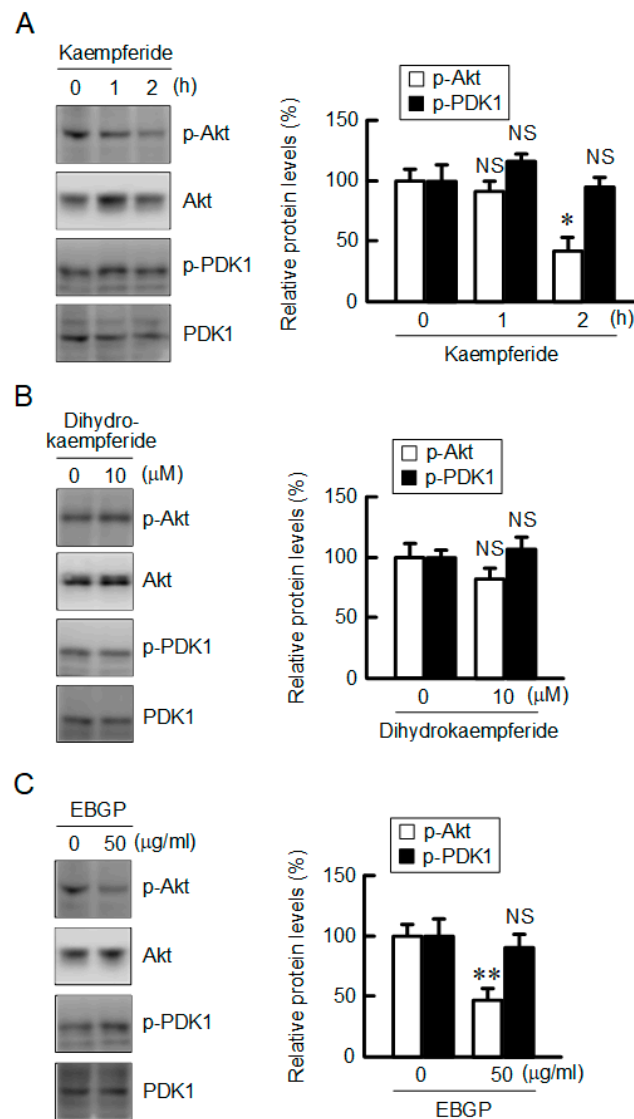 A
Kaempferide
0 1 2 (h)
p-Akt
Akt
p-PDK1
PDK1
p-Akt
p-PDK1
Relative protein levels (%)
150
100
50
0
NS
NS
*
NS
0 1 2 (h)
Kaempferide
B
Dihydro-
kaempferide
0 10 (μM)
p-Akt
Akt
p-PDK1
PDK1
p-Akt
p-PDK1
Relative protein levels (%)
150
100
50
0
NS
NS
0 10 (μM)
Dihydrokaempferide
C
EBGP
0 50 (μg/ml)
p-Akt
Akt
p-PDK1
PDK1
p-Akt
p-PDK1
Relative protein levels (%)
150
100
50
0
**
NS
0 50 (μg/ml)
EBGP